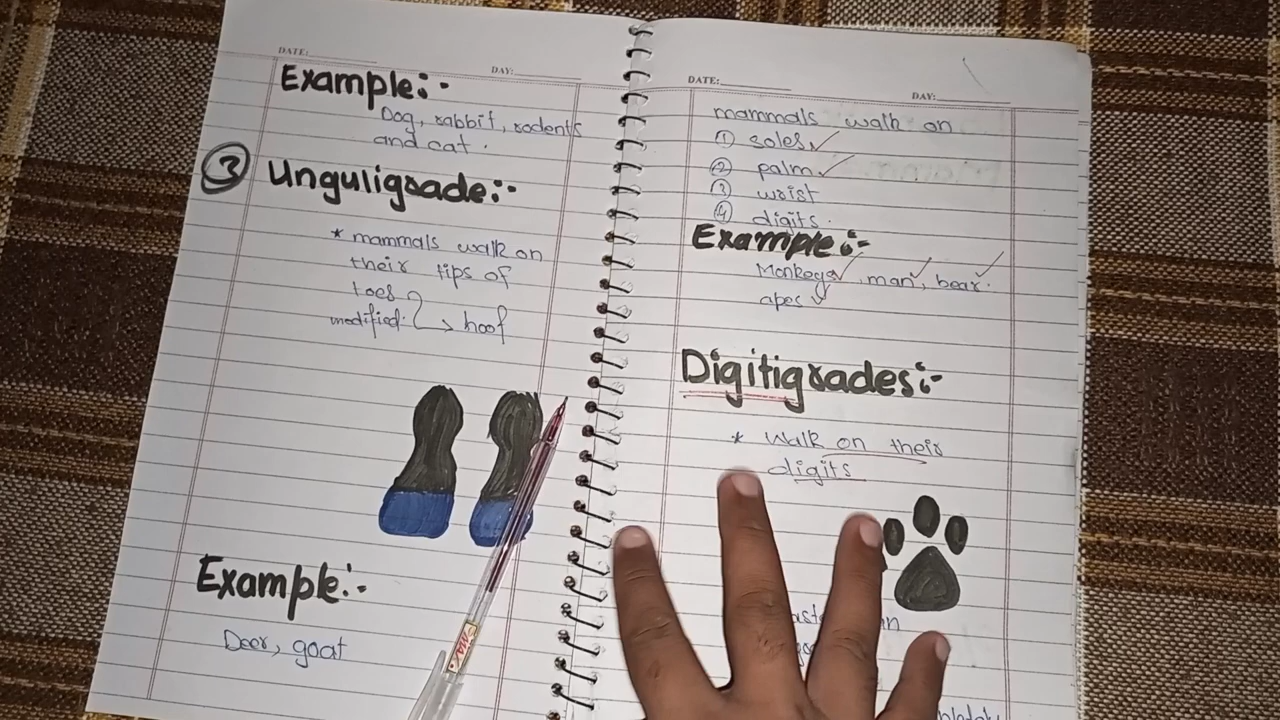 DATE:
DAY:
Example:-
Dog, rabbit, rodents
and cat.
③ Unguligrade:-
* mammals walk on
their tips of
toes
modified. → hoof
Example:-
Deer, goat
DATE:
DAY:
mammals walk on
① soles ✓
② palm ✓
③ wrist
④ digits.
Example:-
Monkeys, man, bear.
apes
Digitigrades:-
* Walk on their
digits